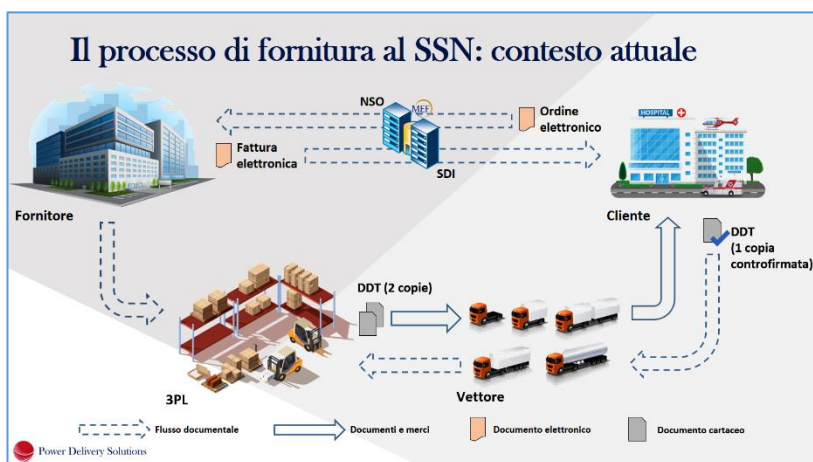 Il processo di fornitura al SSN: contesto attuale
NSO
MEF
Ordine
elettronico
HOSPITAL
Fattura
elettronica
SDI
Fornitore
Cliente
DDT
(1 copia
controfirmata)
DDT (2 copie)
3PL
Vettore
Flusso documentale
Documenti e merci
Documento elettronico
Documento cartaceo
Power Delivery Solutions